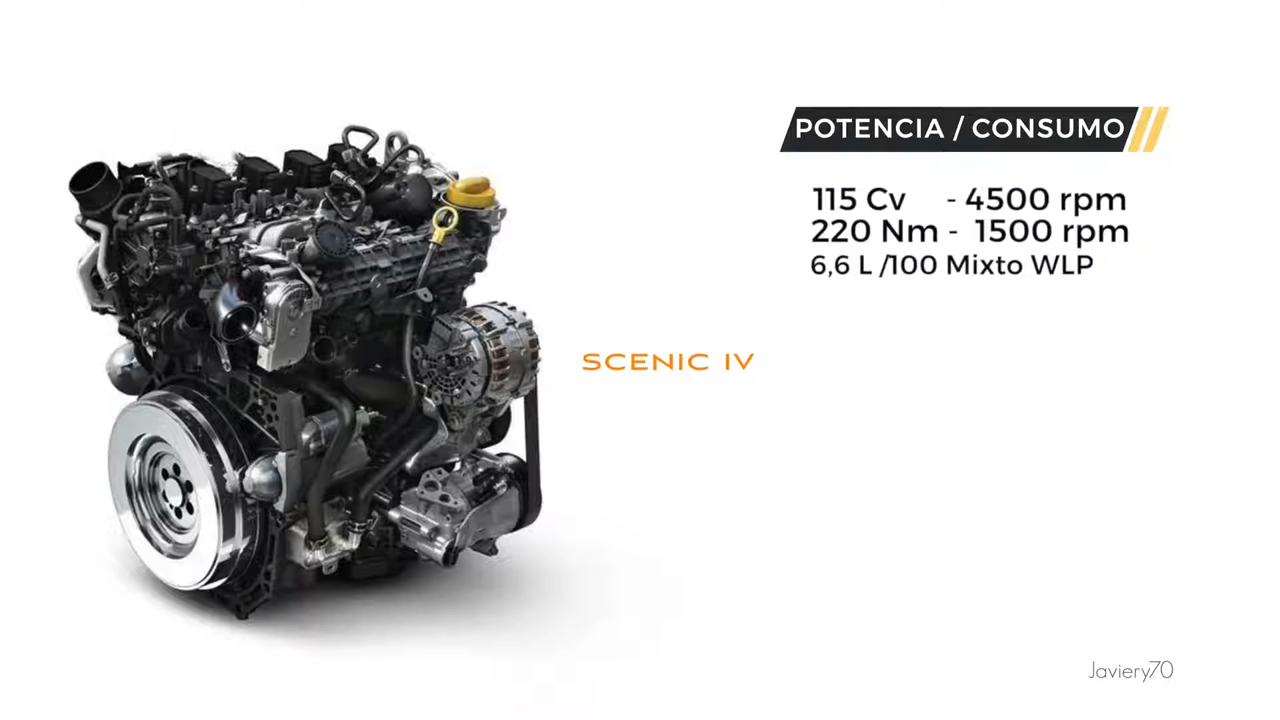 POTENCIA / CONSUMO
115 Cv - 4500 rpm
220 Nm - 1500 rpm
6,6 L /100 Mixto WLP
SCENIC IV
Javiery70